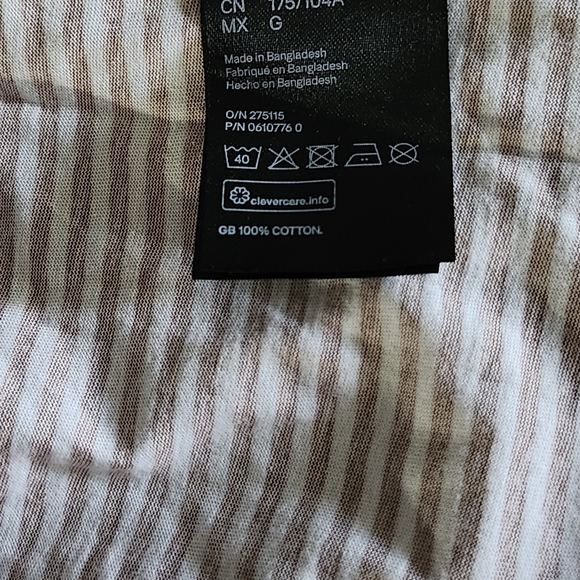 CN 175/104A
MX G
Made in Bangladesh
Fabriqué en Bangladesh
Hecho en Bangladesh
O/N 275115
P/N 0610776 0
40
clevercare.info
GB 100% COTTON.